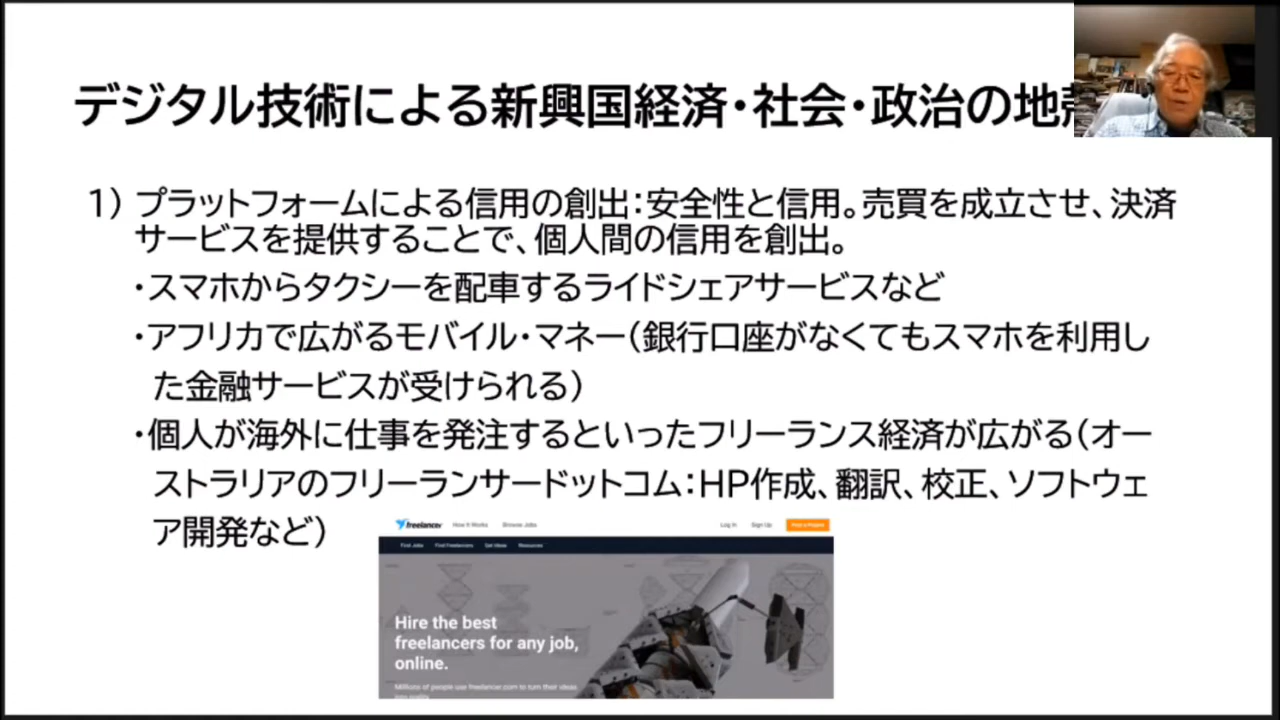 デジタル技術による新興国経済・社会・政治の地
1） プラットフォームによる信用の創出：安全性と信用。売買を成立させ、決済
サービスを提供することで、個人間の信用を創出。
・スマホからタクシーを配車するライドシェアサービスなど
・アフリカで広がるモバイル・マネー（銀行口座がなくてもスマホを利用し
た金融サービスが受けられる）
・個人が海外に仕事を発注するといったフリーランス経済が広がる（オー
ストラリアのフリーランサードットコム：HP作成、翻訳、校正、ソフトウェ
ア開発など）
freelancer How It Works Browse Jobs Log In Sign Up
Find Jobs Find Freelancers Get Ideas Resources
Hire the best
freelancers for any job,
online.
Millions of people use freelancer.com to turn their ideas
into reality.